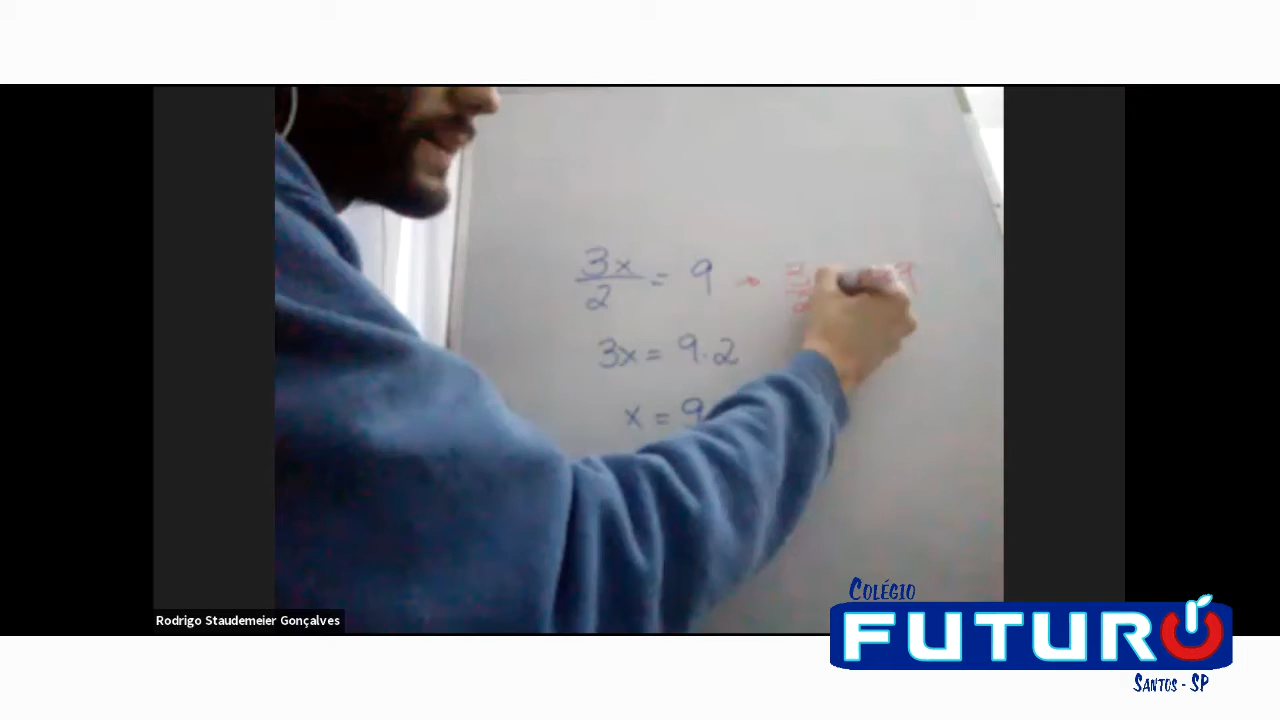 3x/2 = 9 →
3x = 9.2
x = 9
Rodrigo Staudemeier Gonçalves
COLÉGIO
FUTURO
SANTOS - SP